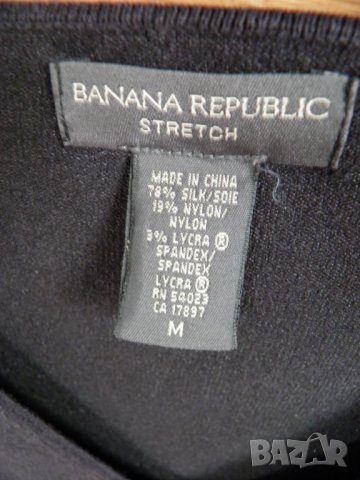 BANANA REPUBLIC
STRETCH
MADE IN CHINA
78% SILK/SOIE
19% NYLON/
NYLON
3% LYCRA ®
SPANDEX/
SPANDEX
LYCRA ®
RN 54023
CA 17897
M
BAZAR